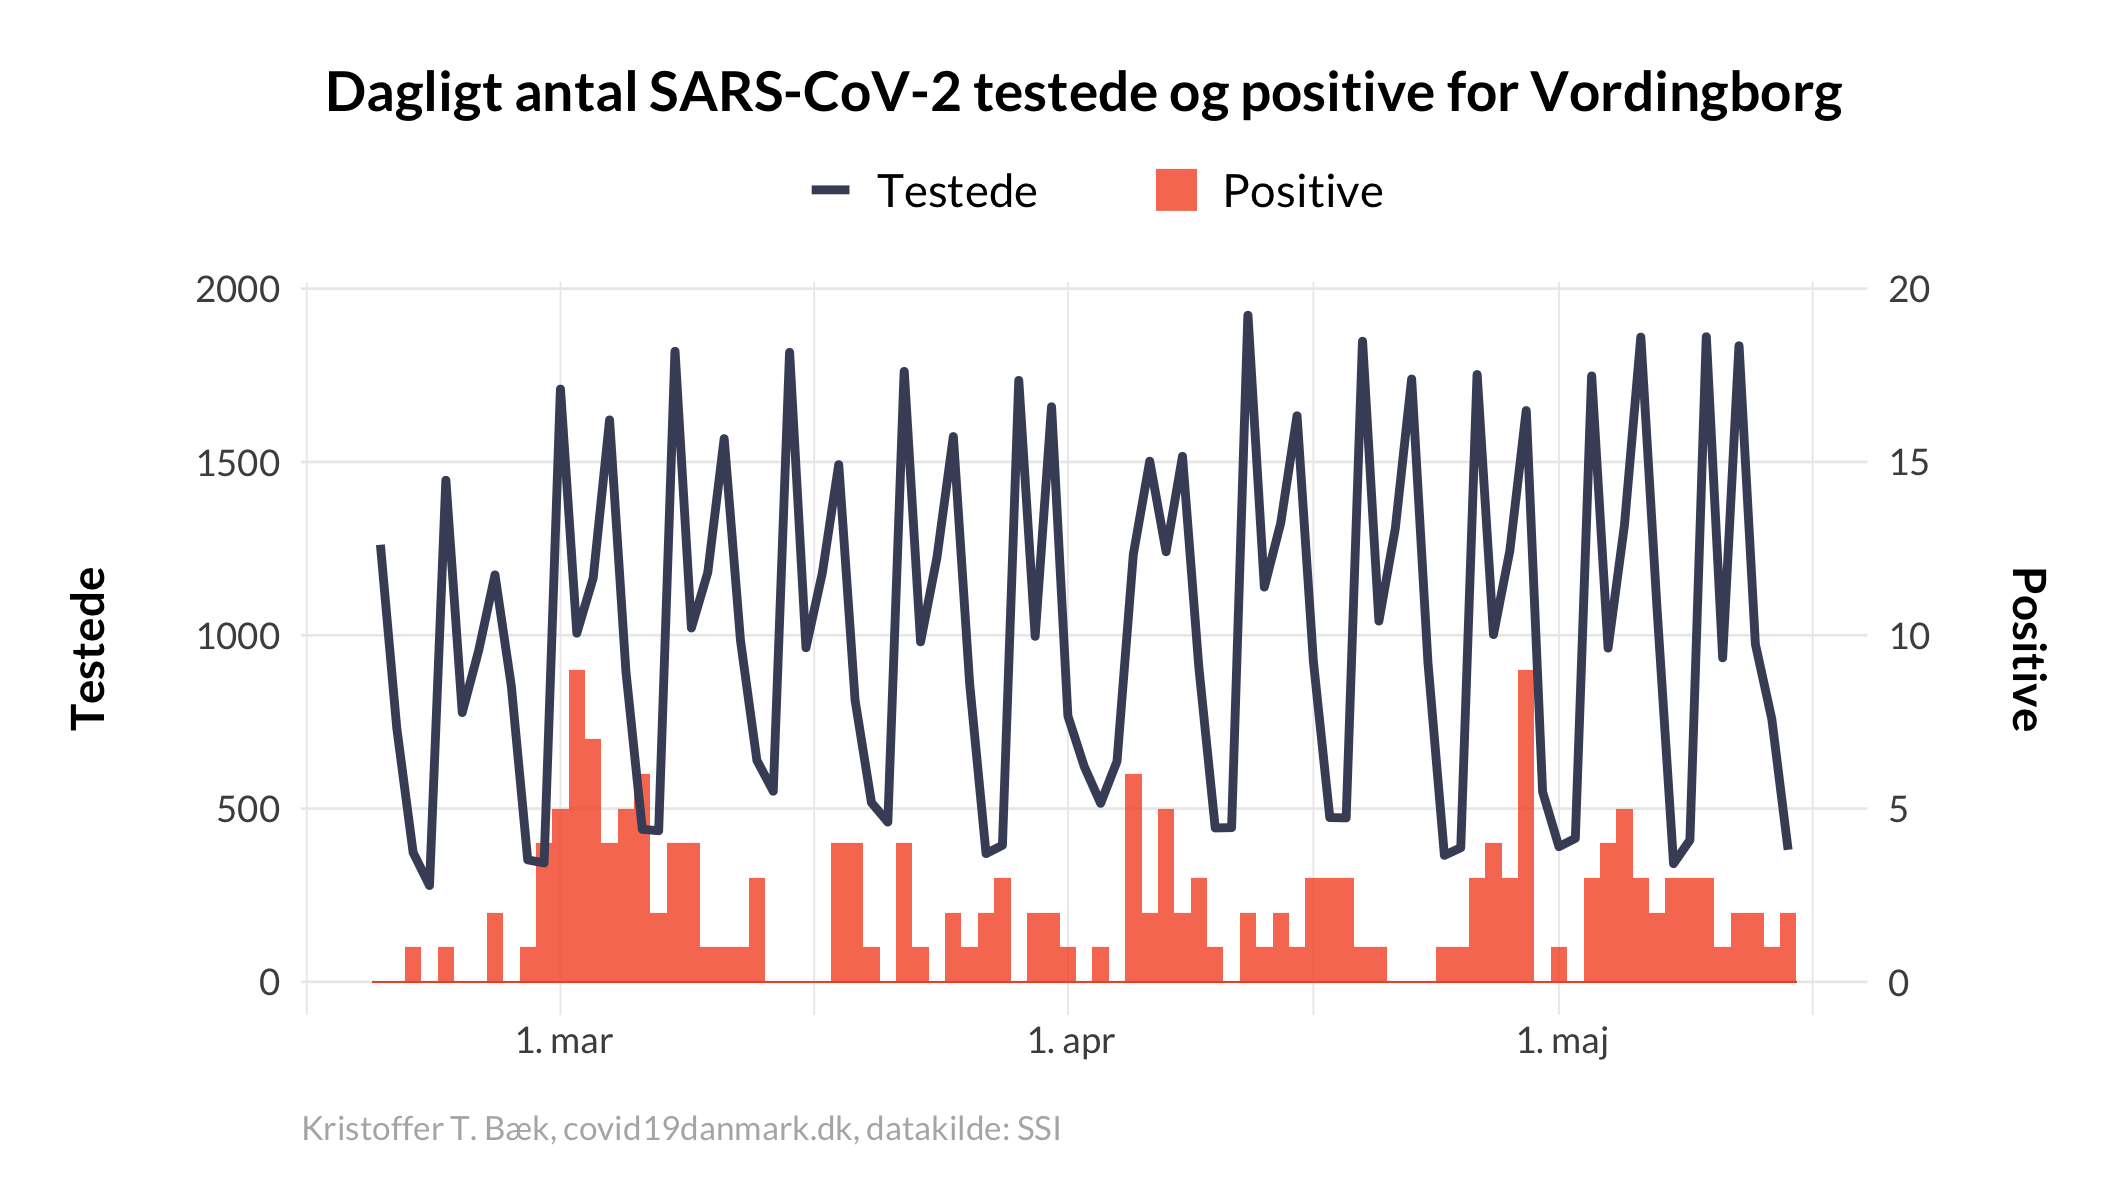 Dagligt antal SARS-CoV-2 testede og positive for Vordingborg
Testede
Positive
2000
1500
1000
500
0
20
15
10
5
0
Testede
Positive
1. mar
1. apr
1. maj
Kristoffer T. Bæk, covid19danmark.dk, datakilde: SSI